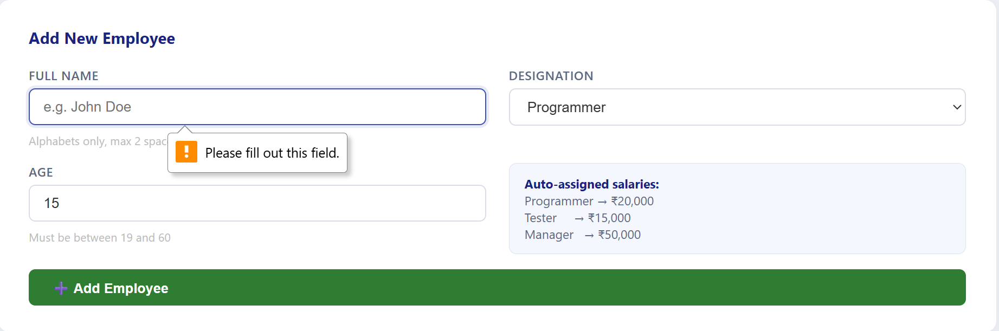 Add New Employee
FULL NAME
e.g. John Doe
Alphabets only, max 2
Please fill out this field.
DESIGNATION
Programmer
AGE
15
Must be between 19 and 60
Auto-assigned salaries:
Programmer → ₹20,000
Tester → ₹15,000
Manager → ₹50,000
➕ Add Employee